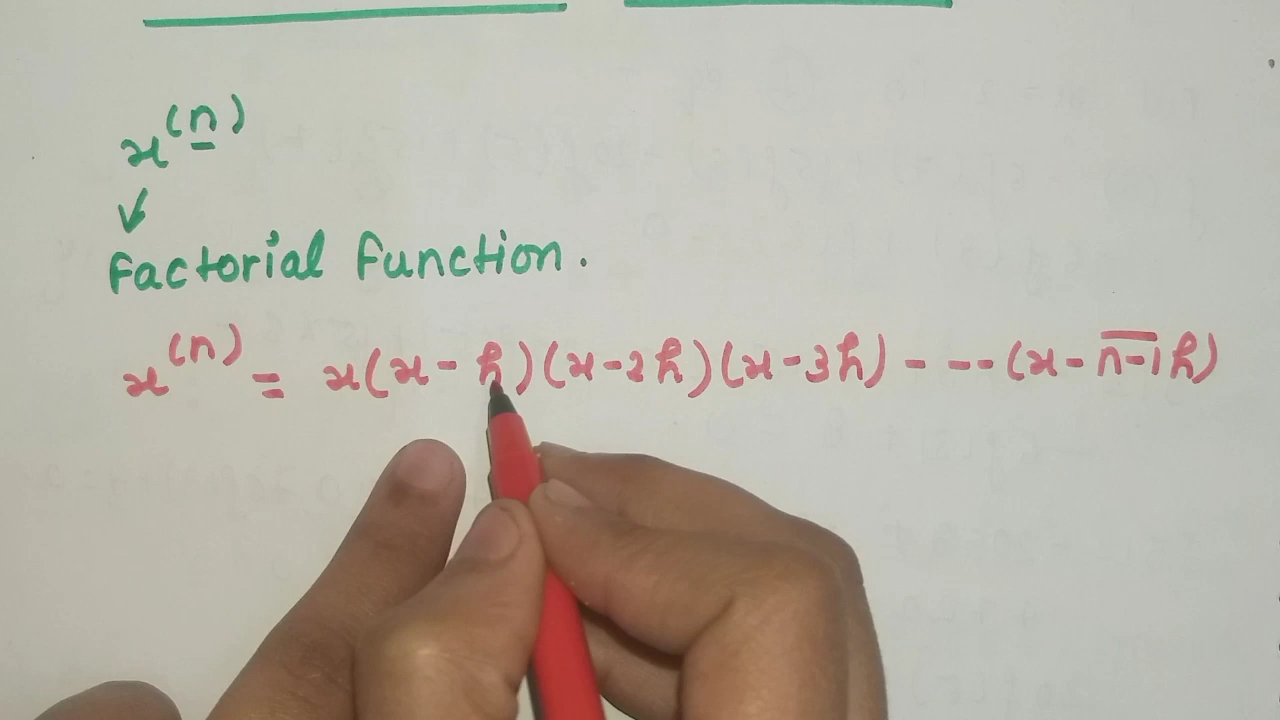 x^(n)
Factorial Function.
x^(n) = x(x-h)(x-2h)(x-3h)- -- -(x-n̅-̅1̅h)